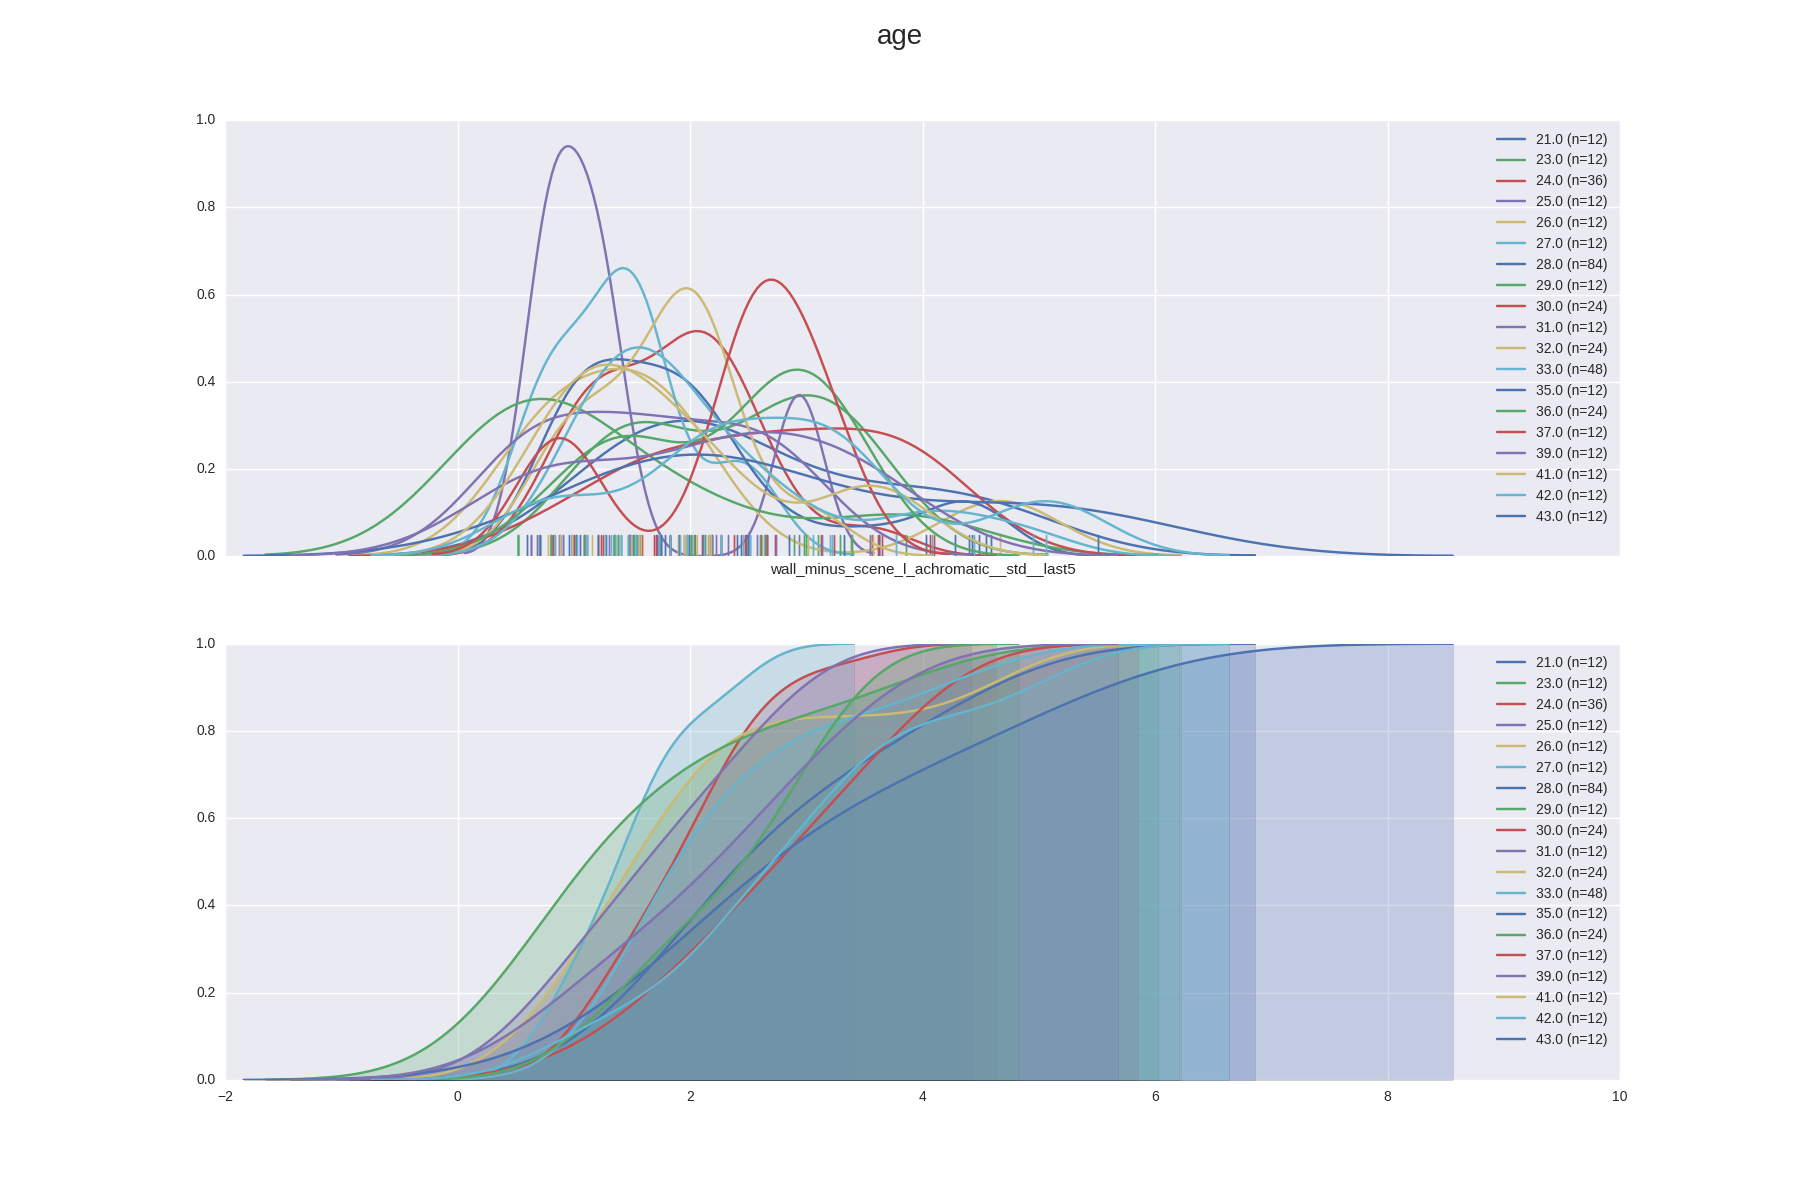 age
1.0
0.8
0.6
0.4
0.2
0.0
21.0 (n=12)
23.0 (n=12)
24.0 (n=36)
25.0 (n=12)
26.0 (n=12)
27.0 (n=12)
28.0 (n=84)
29.0 (n=12)
30.0 (n=24)
31.0 (n=12)
32.0 (n=24)
33.0 (n=48)
35.0 (n=12)
36.0 (n=24)
37.0 (n=12)
39.0 (n=12)
41.0 (n=12)
42.0 (n=12)
43.0 (n=12)
wall_minus_scene_l_achromatic__std__last5
1.0
0.8
0.6
0.4
0.2
0.0
21.0 (n=12)
23.0 (n=12)
24.0 (n=36)
25.0 (n=12)
26.0 (n=12)
27.0 (n=12)
28.0 (n=84)
29.0 (n=12)
30.0 (n=24)
31.0 (n=12)
32.0 (n=24)
33.0 (n=48)
35.0 (n=12)
36.0 (n=24)
37.0 (n=12)
39.0 (n=12)
41.0 (n=12)
42.0 (n=12)
43.0 (n=12)
−2 0 2 4 6 8 10